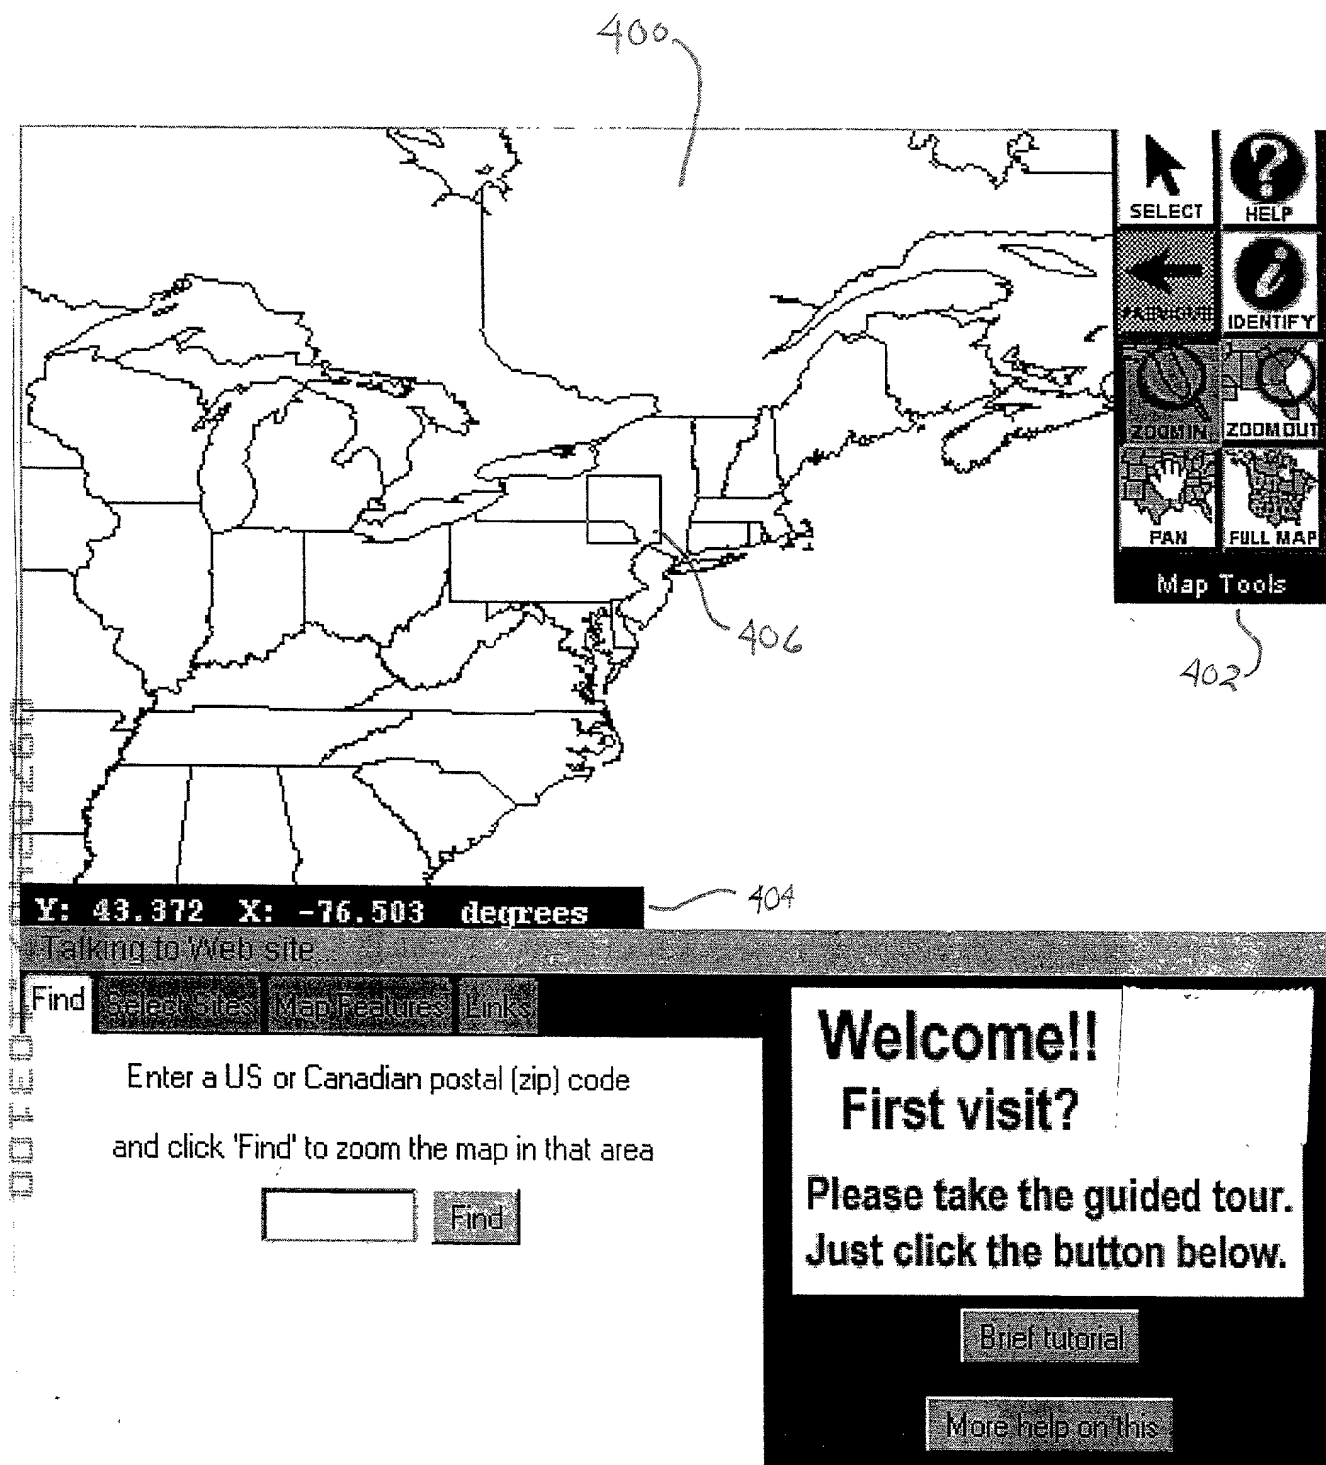 400
SELECT
HELP
PREVIOUS
IDENTIFY
ZOOM IN
ZOOM OUT
PAN
FULL MAP
Map Tools
406
402
Y: 43.372 X: -76.503 degrees
404
Talking to Web site...
Find
Select Sites
Map Features
Links
Enter a US or Canadian postal (zip) code
and click 'Find' to zoom the map in that area
Find
Welcome!!
First visit?
Please take the guided tour.
Just click the button below.
Brief tutorial
More help on this